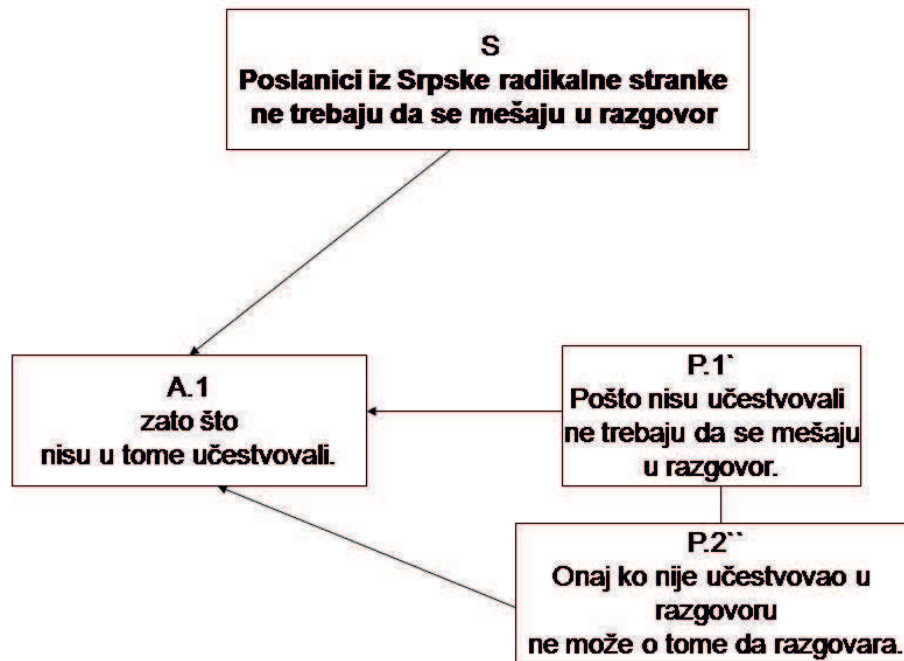 S
Poslanici iz Srpske radikalne stranke
ne trebaju da se mešaju u razgovor
A.1
zato što
nisu u tome učestvovali.
P.1`
Pošto nisu učestvovali
ne trebaju da se mešaju
u razgovor.
P.2``
Onaj ko nije učestvovao u
razgovoru
ne može o tome da razgovara.